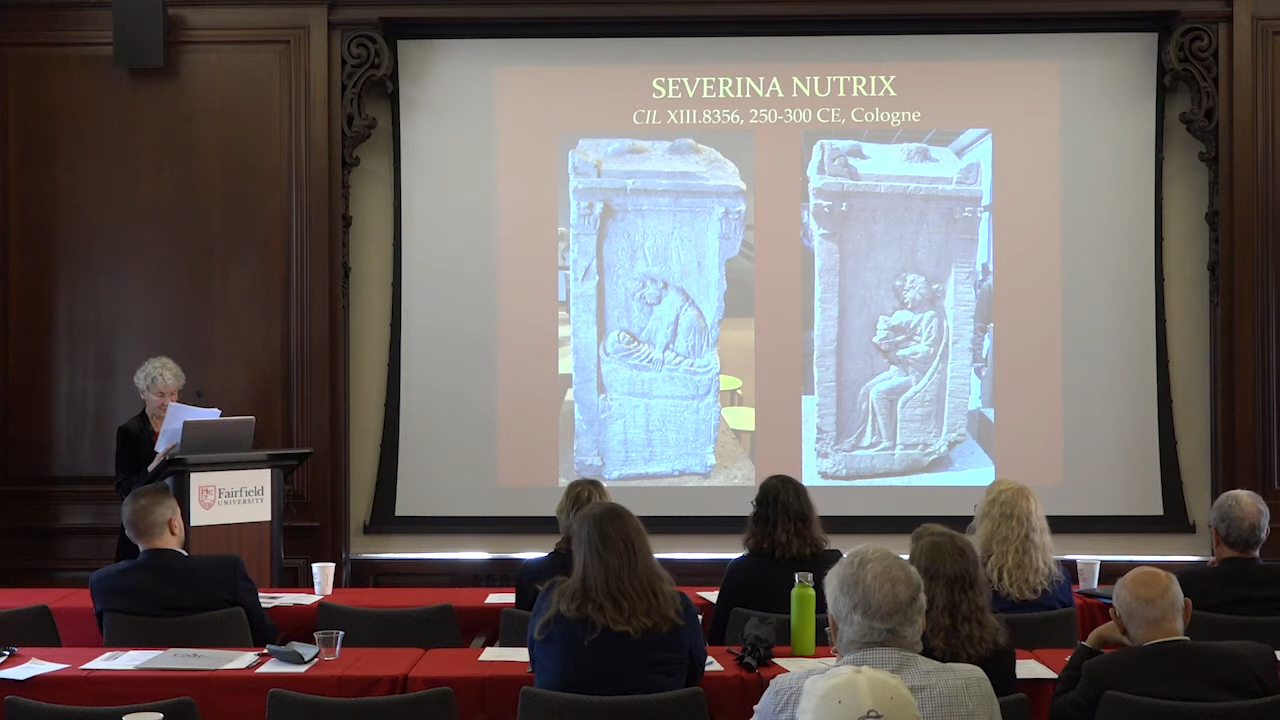 SEVERINA NUTRIX
CIL XIII.8356, 250-300 CE, Cologne
Fairfield
UNIVERSITY